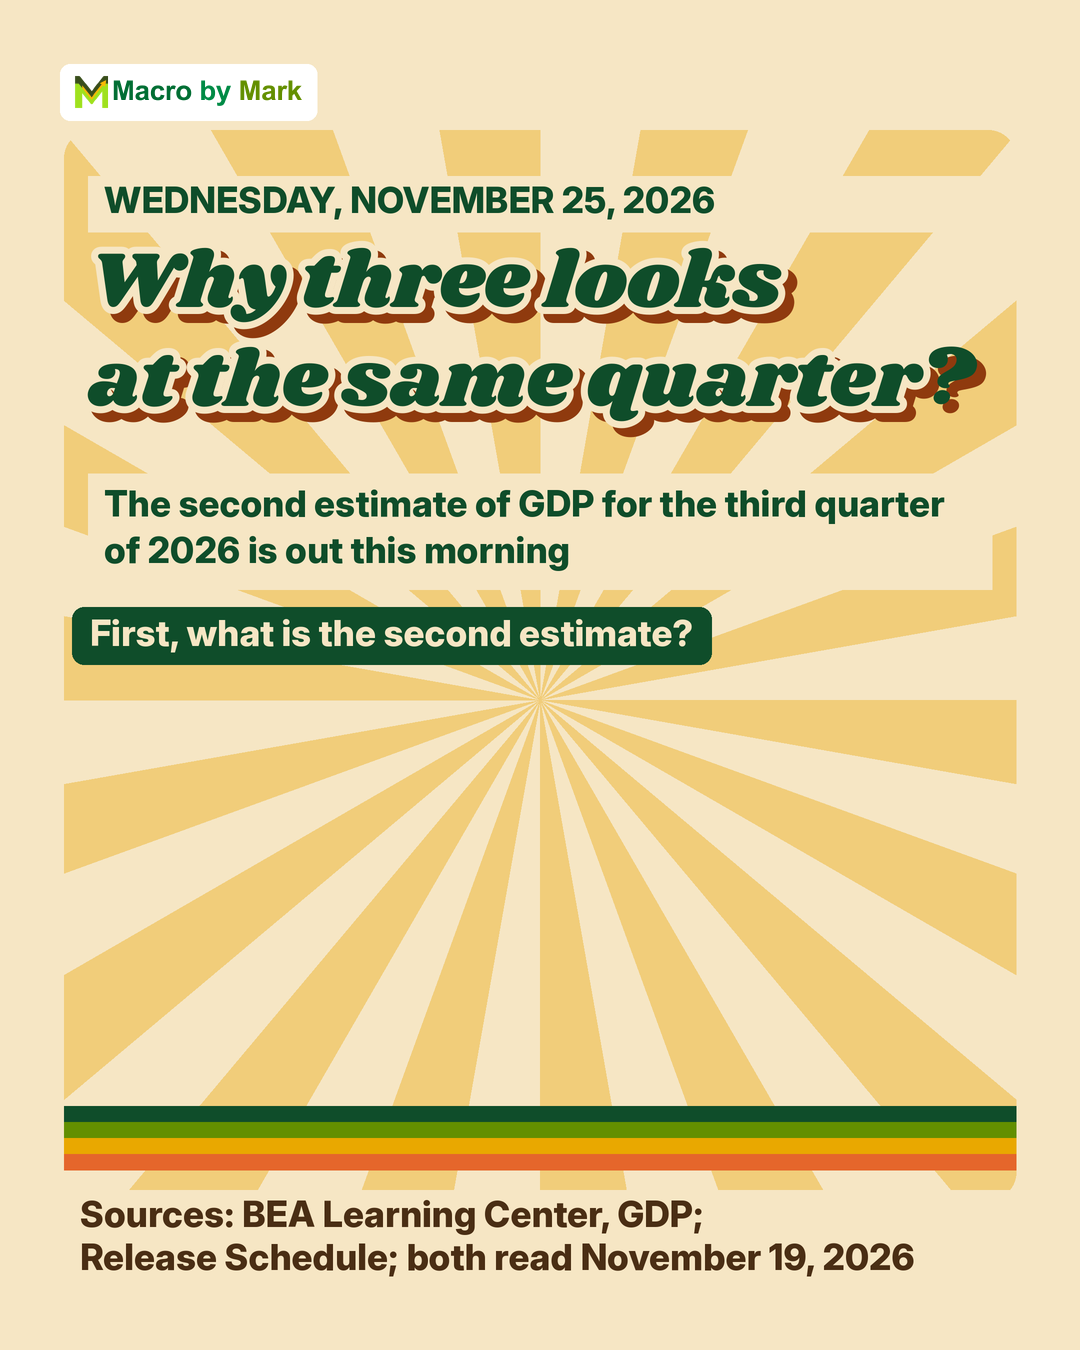 Macro by Mark
WEDNESDAY, NOVEMBER 25, 2026
Why three looks
at the same quarter?
The second estimate of GDP for the third quarter
of 2026 is out this morning
First, what is the second estimate?
Sources: BEA Learning Center, GDP;
Release Schedule; both read November 19, 2026